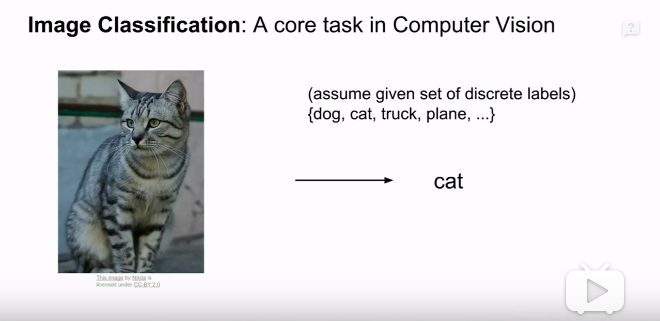 Image Classification: A core task in Computer Vision
(assume given set of discrete labels)
{dog, cat, truck, plane, ...}
cat
This image by Nikita is
licensed under CC-BY 2.0
?